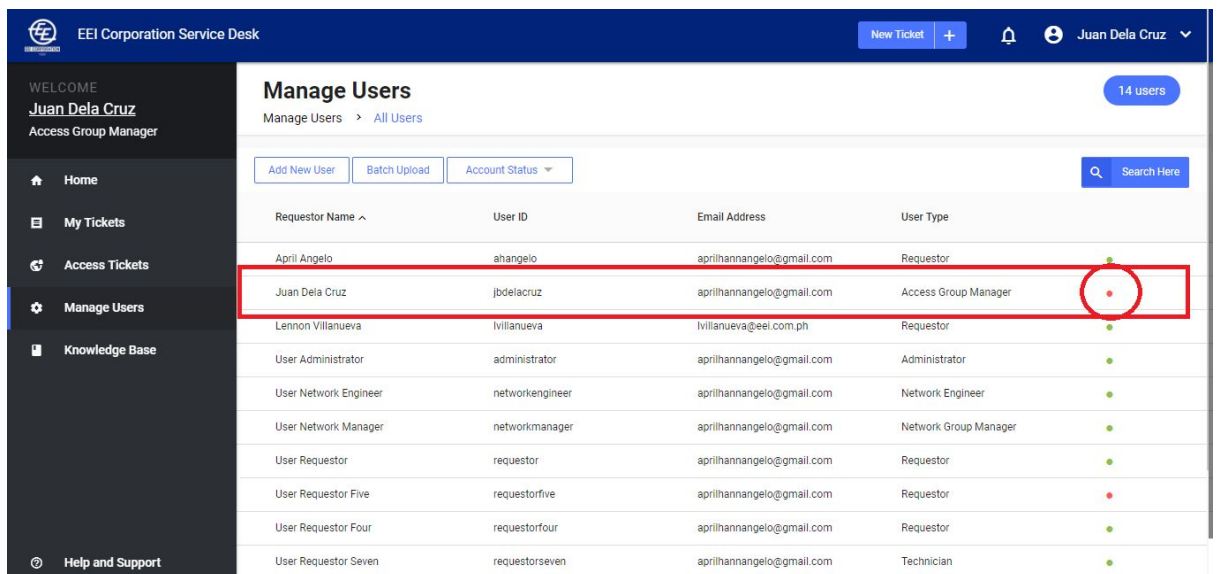 EEI Corporation Service Desk
New Ticket +
Juan Dela Cruz
EEI CORPORATION
WELCOME
Juan Dela Cruz
Access Group Manager
Home
My Tickets
Access Tickets
Manage Users
Knowledge Base
Help and Support
Manage Users
14 users
Manage Users > All Users
Add New User Batch Upload Account Status Search Here
Requestor Name User ID Email Address User Type
April Angelo ahangelo aprilhannangelo@gmail.com Requestor
Juan Dela Cruz jbdelacruz aprilhannangelo@gmail.com Access Group Manager
Lennon Villanueva lvillanueva lvillanueva@eei.com.ph Requestor
User Administrator administrator aprilhannangelo@gmail.com Administrator
User Network Engineer networkengineer aprilhannangelo@gmail.com Network Engineer
User Network Manager networkmanager aprilhannangelo@gmail.com Network Group Manager
User Requestor requestor aprilhannangelo@gmail.com Requestor
User Requestor Five requestorfive aprilhannangelo@gmail.com Requestor
User Requestor Four requestorfour aprilhannangelo@gmail.com Requestor
User Requestor Seven requestorseven aprilhannangelo@gmail.com Technician